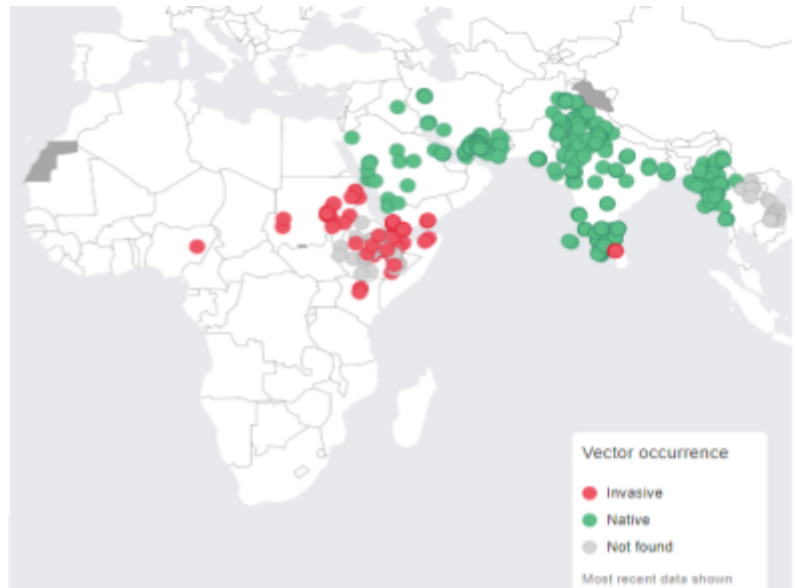 Vector occurrence
Invasive
Native
Not found
Most recent data shown